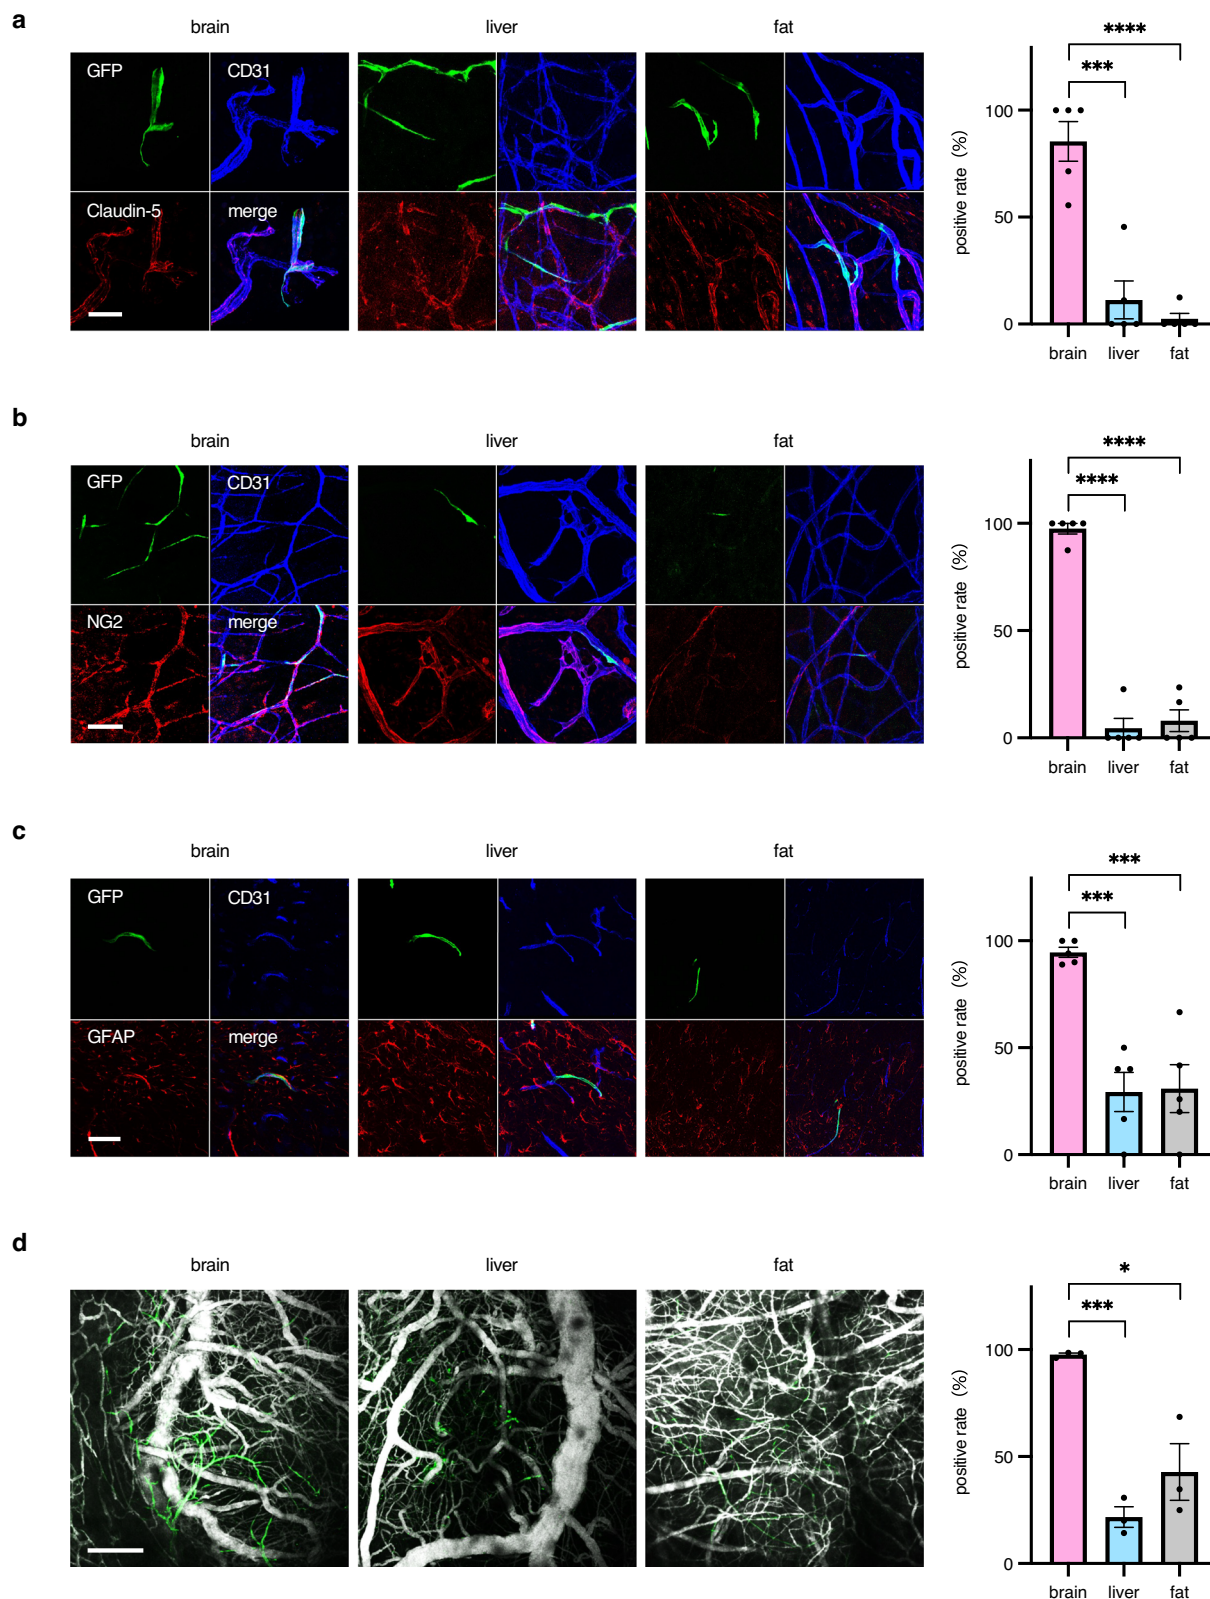 a
brain
liver
fat
GFP
CD31
Claudin-5
merge
****
***
100
50
0
positive rate (%)
brain
liver
fat
b
brain
liver
fat
GFP
CD31
NG2
merge
****
****
100
50
0
positive rate (%)
brain
liver
fat
c
brain
liver
fat
GFP
CD31
GFAP
merge
***
***
100
50
0
positive rate (%)
brain
liver
fat
d
brain
liver
fat
*
***
100
50
0
positive rate (%)
brain
liver
fat